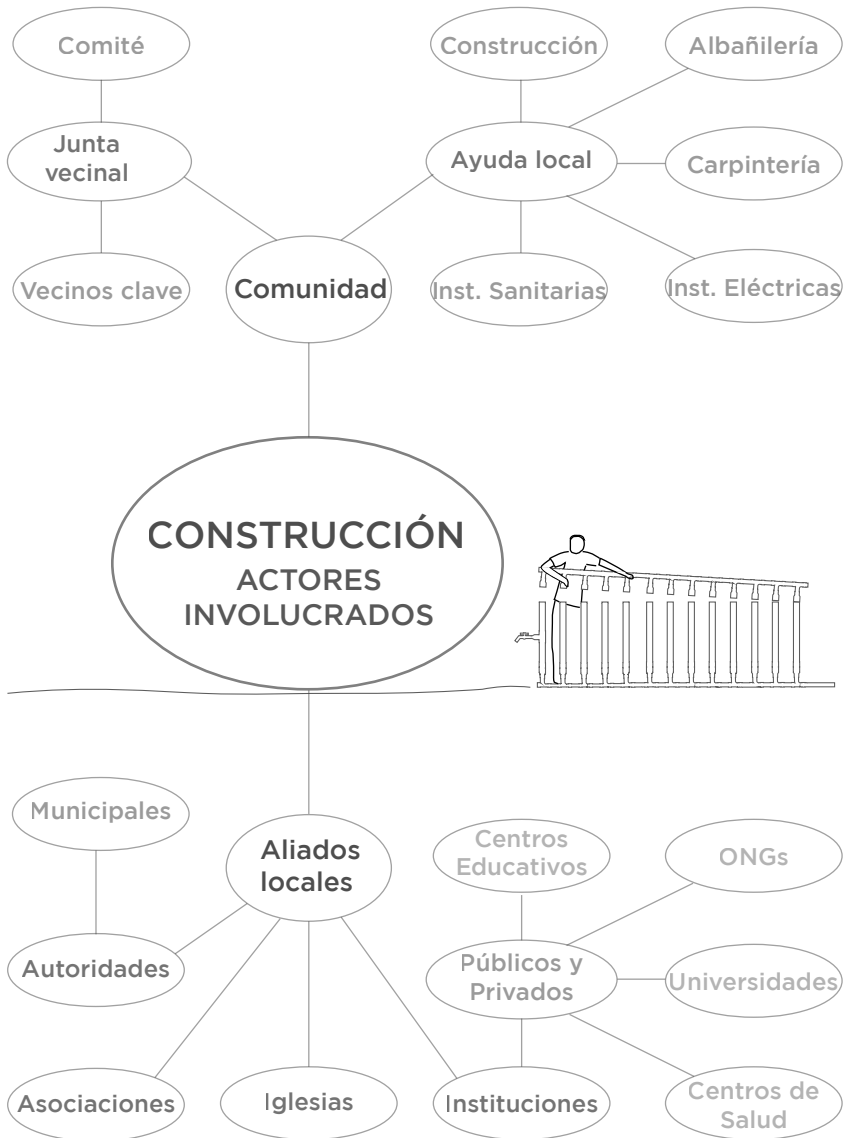 Comité
Construcción
Albañilería
Junta
vecinal
Ayuda local
Carpintería
Vecinos clave
Comunidad
Inst. Sanitarias
Inst. Eléctricas
CONSTRUCCIÓN
ACTORES
INVOLUCRADOS
Municipales
Aliados
locales
Centros
Educativos
ONGs
Autoridades
Públicos y
Privados
Universidades
Asociaciones
Iglesias
Instituciones
Centros de
Salud